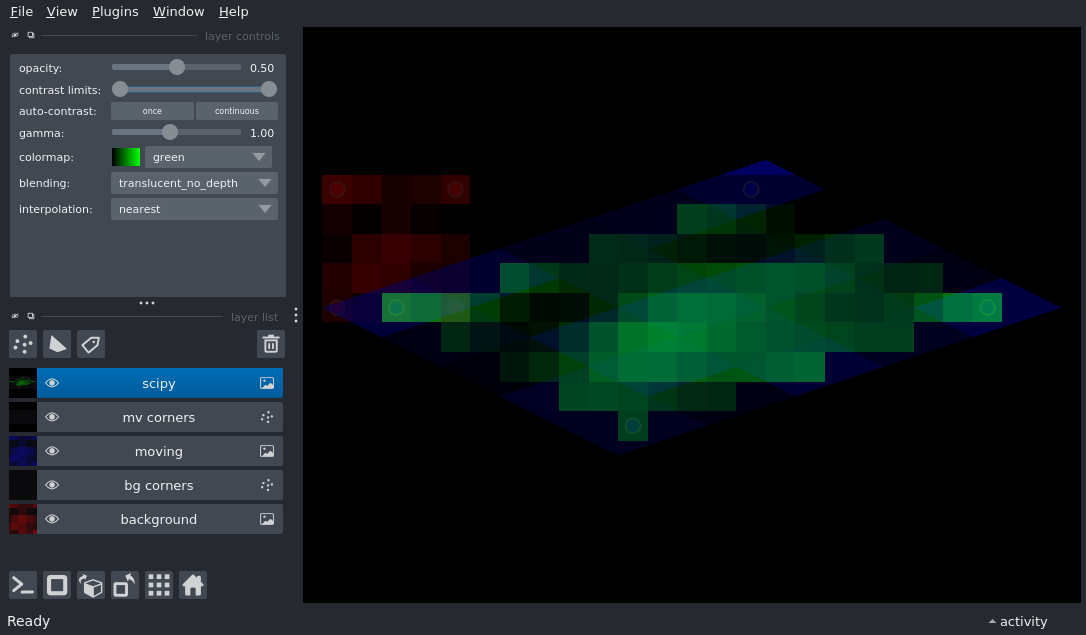 File View Plugins Window Help
layer controls
opacity: 0.50
contrast limits:
auto-contrast: once continuous
gamma: 1.00
colormap: green
blending: translucent_no_depth
interpolation: nearest
layer list
scipy
mv corners
moving
bg corners
background
Ready activity